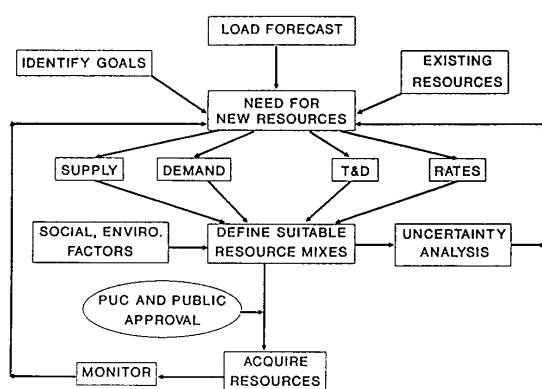 LOAD FORECAST
IDENTIFY GOALS
EXISTING
RESOURCES
NEED FOR
NEW RESOURCES
SUPPLY
DEMAND
T&D
RATES
SOCIAL, ENVIRO.
FACTORS
DEFINE SUITABLE
RESOURCE MIXES
UNCERTAINTY
ANALYSIS
PUC AND PUBLIC
APPROVAL
MONITOR
ACQUIRE
RESOURCES